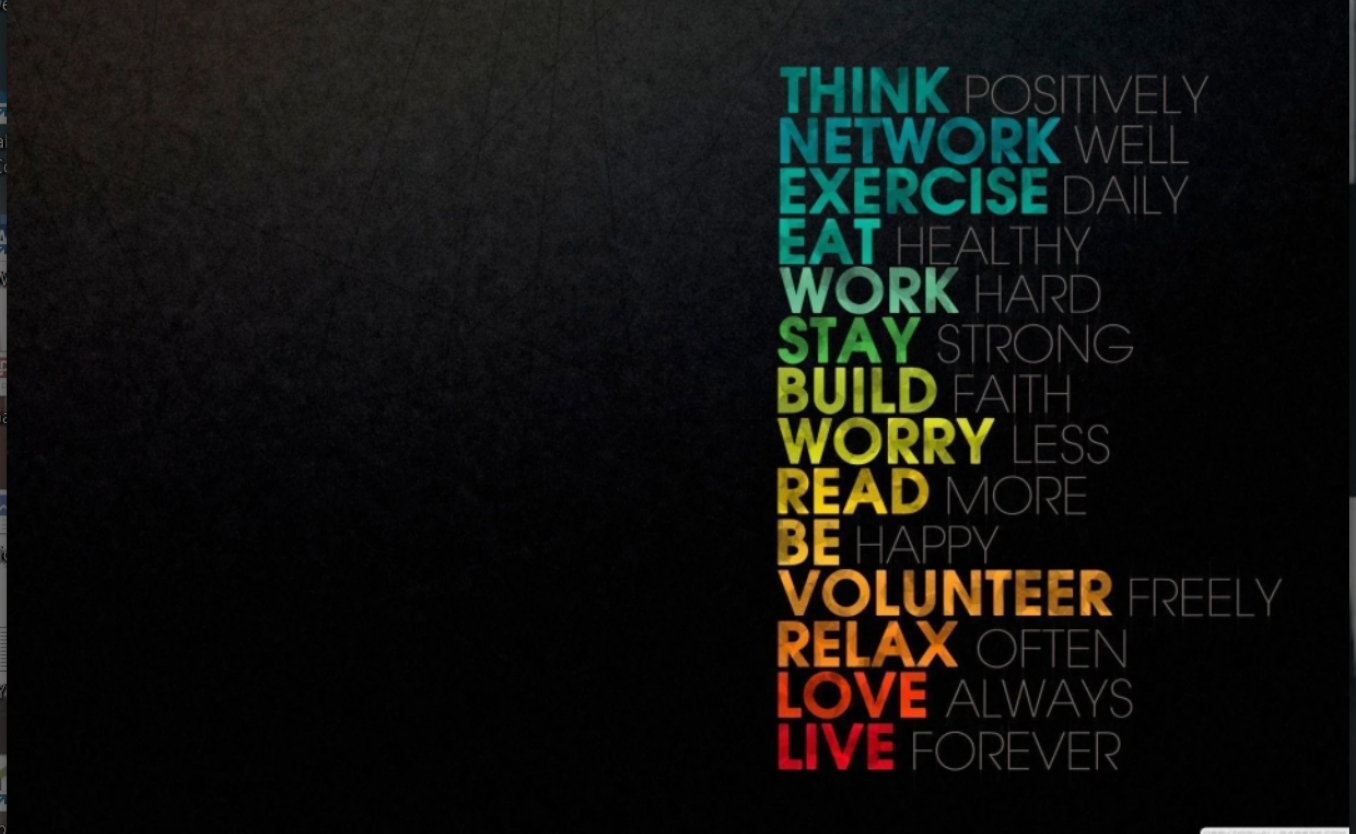 THINK POSITIVELY
NETWORK WELL
EXERCISE DAILY
EAT HEALTHY
WORK HARD
STAY STRONG
BUILD FAITH
WORRY LESS
READ MORE
BE HAPPY
VOLUNTEER FREELY
RELAX OFTEN
LOVE ALWAYS
LIVE FOREVER